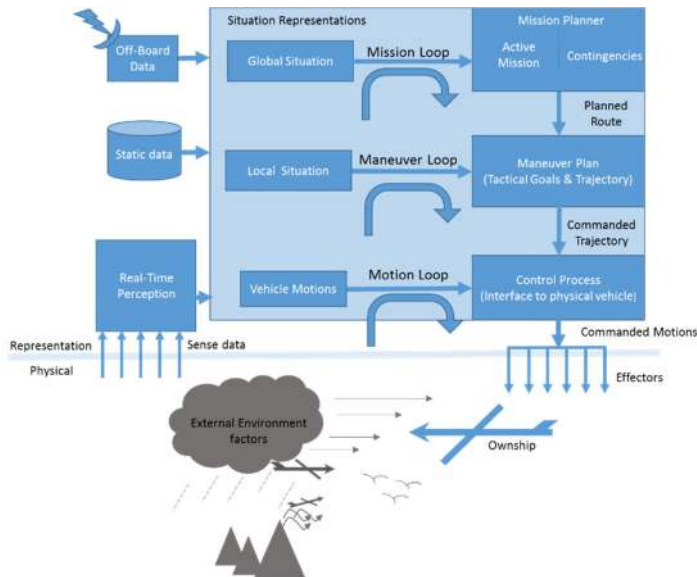 Situation Representations
Mission Planner
Off-Board
Data
Global Situation
Mission Loop
Active
Mission
Contingencies
Planned
Route
Static data
Local Situation
Maneuver Loop
Maneuver Plan
(Tactical Goals & Trajectory)
Commanded
Trajectory
Real-Time
Perception
Vehicle Motions
Motion Loop
Control Process
(Interface to physical vehicle)
Representation
Sense data
Commanded Motions
Physical
Effectors
External Environment
factors
Ownship